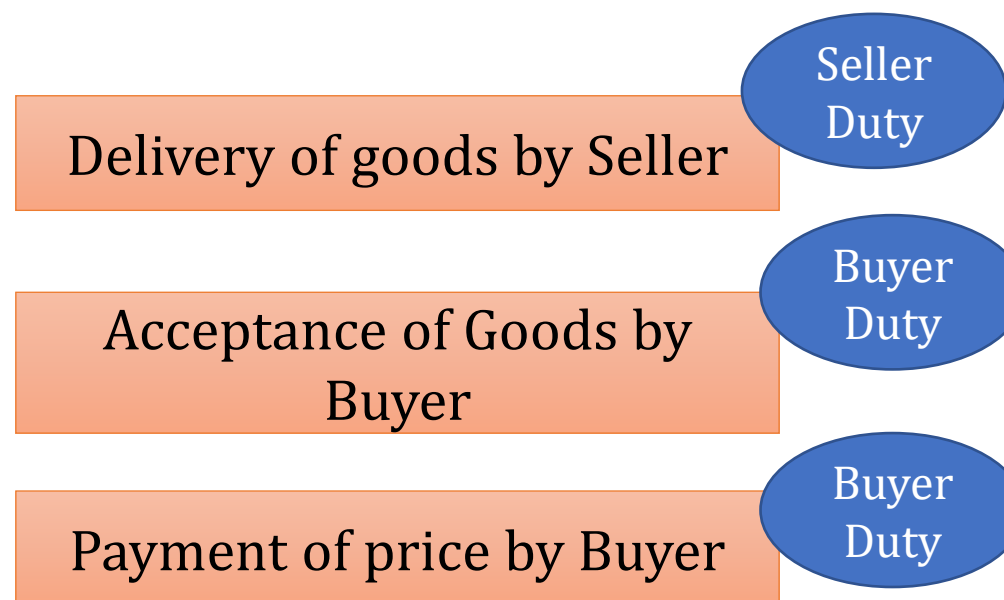 Seller
Duty
Delivery of goods by Seller
Buyer
Duty
Acceptance of Goods by
Buyer
Buyer
Duty
Payment of price by Buyer